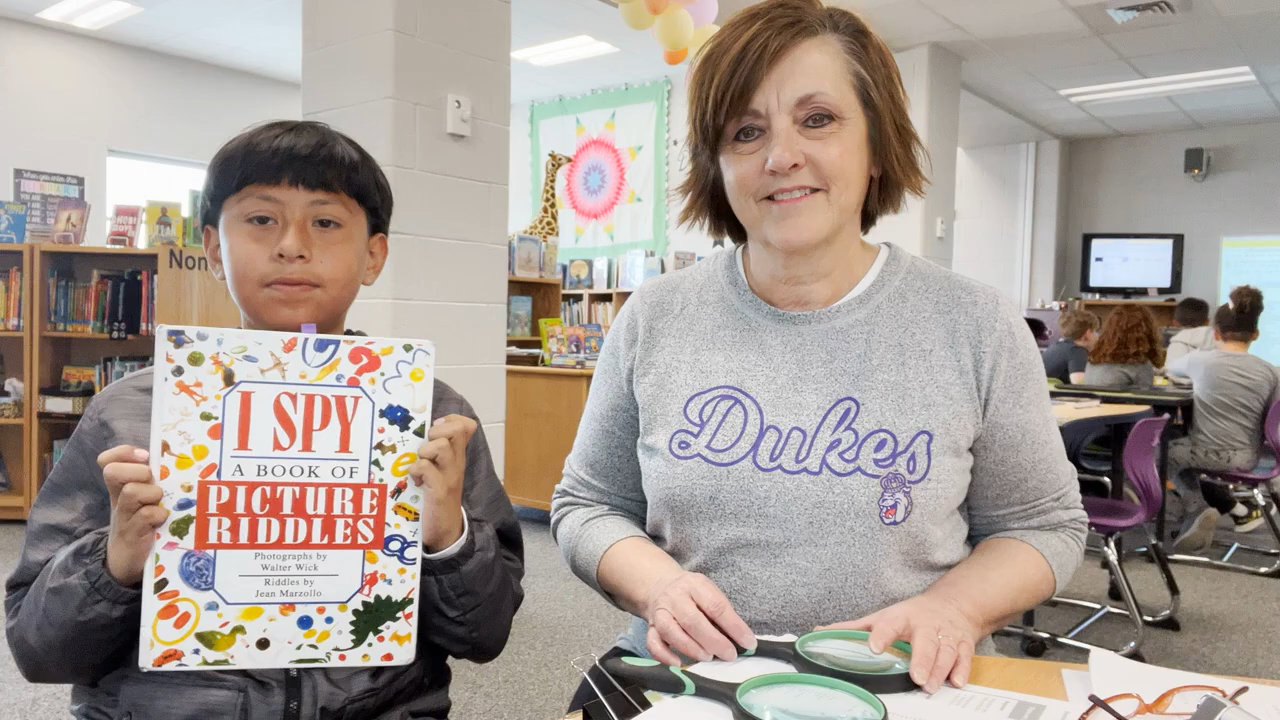 Non
I SPY
A BOOK OF
PICTURE
RIDDLES
Photographs by
Walter Wick
Riddles by
Jean Marzollo
Dukes